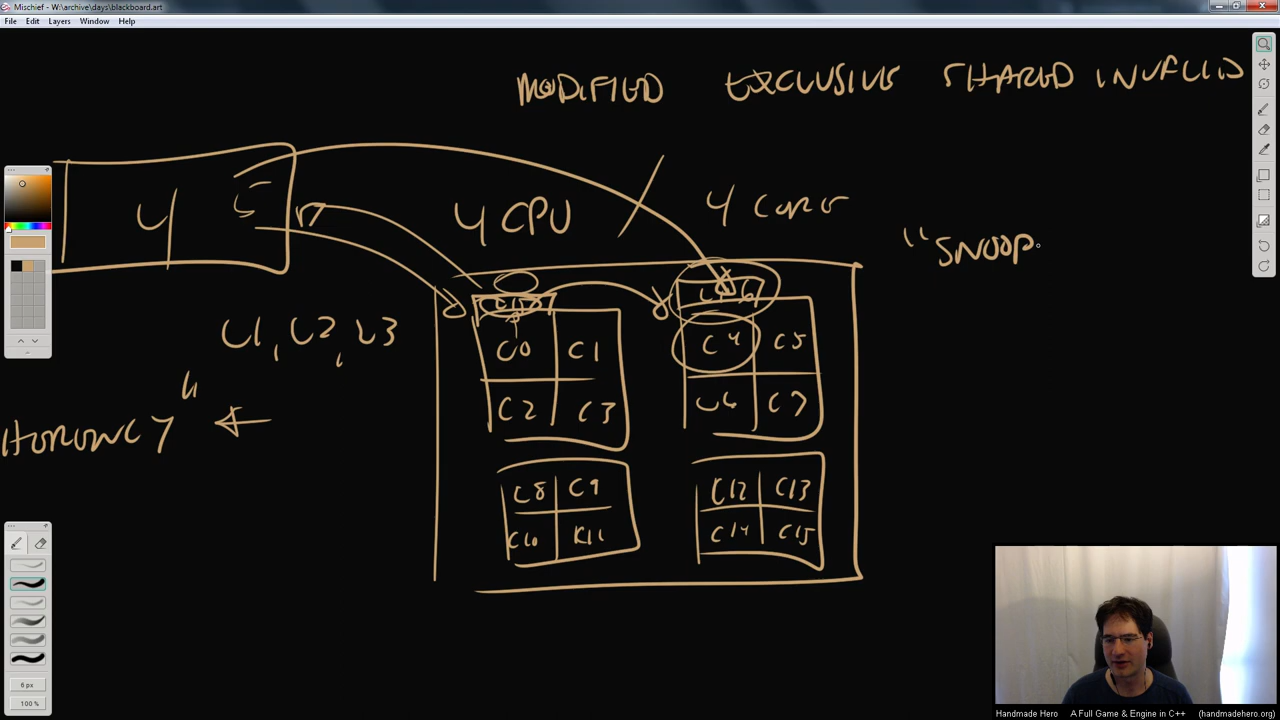 Mischief - W:\archive\days\blackboard.art
File Edit Layers Window Help
MODIFIED EXCLUSIVE SHARED INVALID
4
4 CPU / 4 CORE
"SNOOP
L1, L2, L3
C0 C1
C2 C3
C4 C5
C6 C7
C8 C9
C10 C11
C12 C13
C14 C15
HERENCY" ←
6 px
100 %
Handmade Hero A Full Game & Engine in C++ (handmadehero.org)